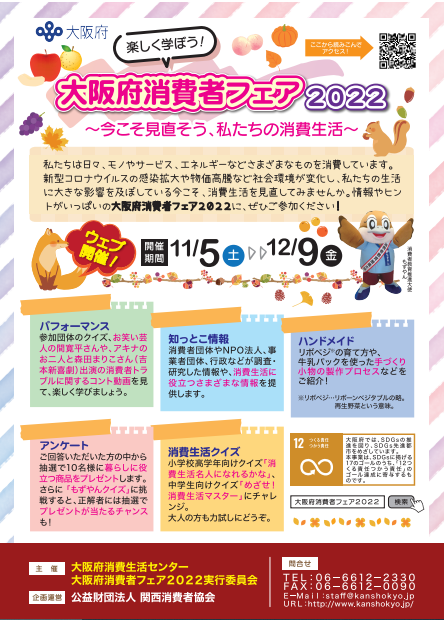 大阪府
楽しく学ぼう!
ここから読みこんで
アクセス!
大阪府消費者フェア2022
〜今こそ見直そう、私たちの消費生活〜
私たちは日々、モノやサービス、エネルギーなどさまざまなものを消費しています。
新型コロナウイルスの感染拡大や物価高騰など社会環境が変化し、私たちの生活
に大きな影響を及ぼしている今こそ、消費生活を見直してみませんか。情報やヒン
トがいっぱいの大阪府消費者フェア2022に、ぜひご参加ください!
ウェブ
開催!
開催
期間
11/5土 ▷▷ 12/9金
消費者教育推進大使
もずやん
パフォーマンス
参加団体のクイズ、お笑い芸
人の間寛平さんや、アキナの
お二人と森田まりこさん(吉
本新喜劇)出演の消費者トラ
ブルに関するコント動画を見
て、楽しく学びましょう。
知っとこ情報
消費者団体やNPO法人、事
業者団体、行政などが調査・
研究した情報や、消費生活に
役立つさまざまな情報を提
供します。
ハンドメイド
リボベジ※の育て方や、
牛乳パックを使った手づくり
小物の製作プロセスなどを
ご紹介!
※リボベジ…リボーンベジタブルの略。
再生野菜という意味。
アンケート
ご回答いただいた方の中から
抽選で10名様に暮らしに役
立つ商品をプレゼントします。
さらに「もずやんクイズ」に挑
戦すると、正解者には抽選で
プレゼントが当たるチャンス
も!
消費生活クイズ
小学校高学年向けクイズ「消
費生活名人になれるかな」、
中学生向けクイズ「めざせ!
消費生活マスター」にチャレ
ンジ。
大人の方も力試しにどうぞ。
12 つくる責任
つかう責任
大阪府では、SDGsの推
進を図り、SDGs先進都
市をめざしています。
本事業は、SDGsに掲げる
17のゴールのうち、「12つ
くる責任つかう責任」の
ゴール達成に寄与するも
のです。
大阪府消費者フェア2022 検索
主催 大阪府消費生活センター
大阪府消費者フェア2022実行委員会
企画運営 公益財団法人 関西消費者協会
問合せ
TEL:06-6612-2330
FAX:06-6612-0090
E-Mail:staff@kanshokyo.jp
URL:http://www.kanshokyo.jp/